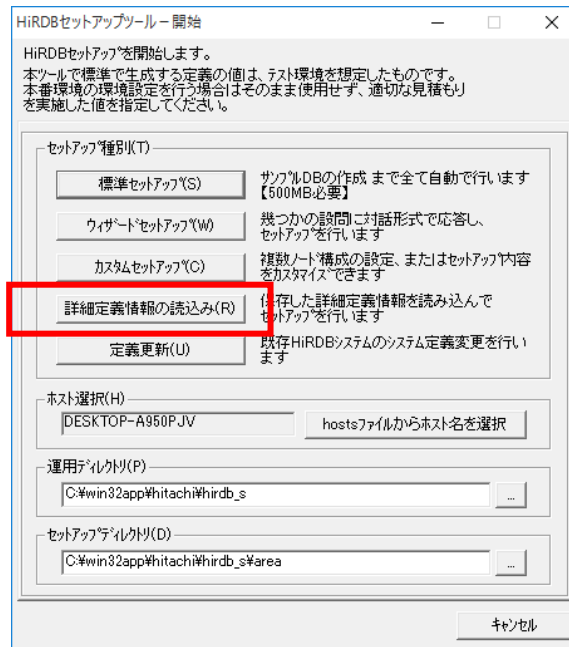 HiRDBセットアップツール－開始
HiRDBｾｯﾄｱｯﾌﾟを開始します。
本ﾂｰﾙで標準で生成する定義の値は、ﾃｽﾄ環境を想定したものです。
本番環境の環境設定を行う場合はそのまま使用せず、適切な見積もり
を実施した値を指定してください。
ｾｯﾄｱｯﾌﾟ種別(T)
標準ｾｯﾄｱｯﾌﾟ(S)
ｻﾝﾌﾟﾙDBの作成 まで全て自動で行います
【500MB必要】
ｳｨｻﾞｰﾄﾞｾｯﾄｱｯﾌﾟ(W)
幾つかの設問に対話形式で応答し、
ｾｯﾄｱｯﾌﾟを行います
ｶｽﾀﾑｾｯﾄｱｯﾌﾟ(C)
複数ﾉｰﾄﾞ構成の設定、またはｾｯﾄｱｯﾌﾟ内容
をｶｽﾀﾏｲｽﾞできます
詳細定義情報の読込み(R)
保存した詳細定義情報を読み込んで
ｾｯﾄｱｯﾌﾟを行います
定義更新(U)
既存HiRDBｼｽﾃﾑのｼｽﾃﾑ定義変更を行い
ます
ﾎｽﾄ選択(H)
DESKTOP-A950PJV
hostsﾌｧｲﾙからﾎｽﾄ名を選択
運用ﾃﾞｨﾚｸﾄﾘ(P)
C:¥win32app¥hitachi¥hirdb_s
...
ｾｯﾄｱｯﾌﾟﾃﾞｨﾚｸﾄﾘ(D)
C:¥win32app¥hitachi¥hirdb_s¥area
...
ｷｬﾝｾﾙ